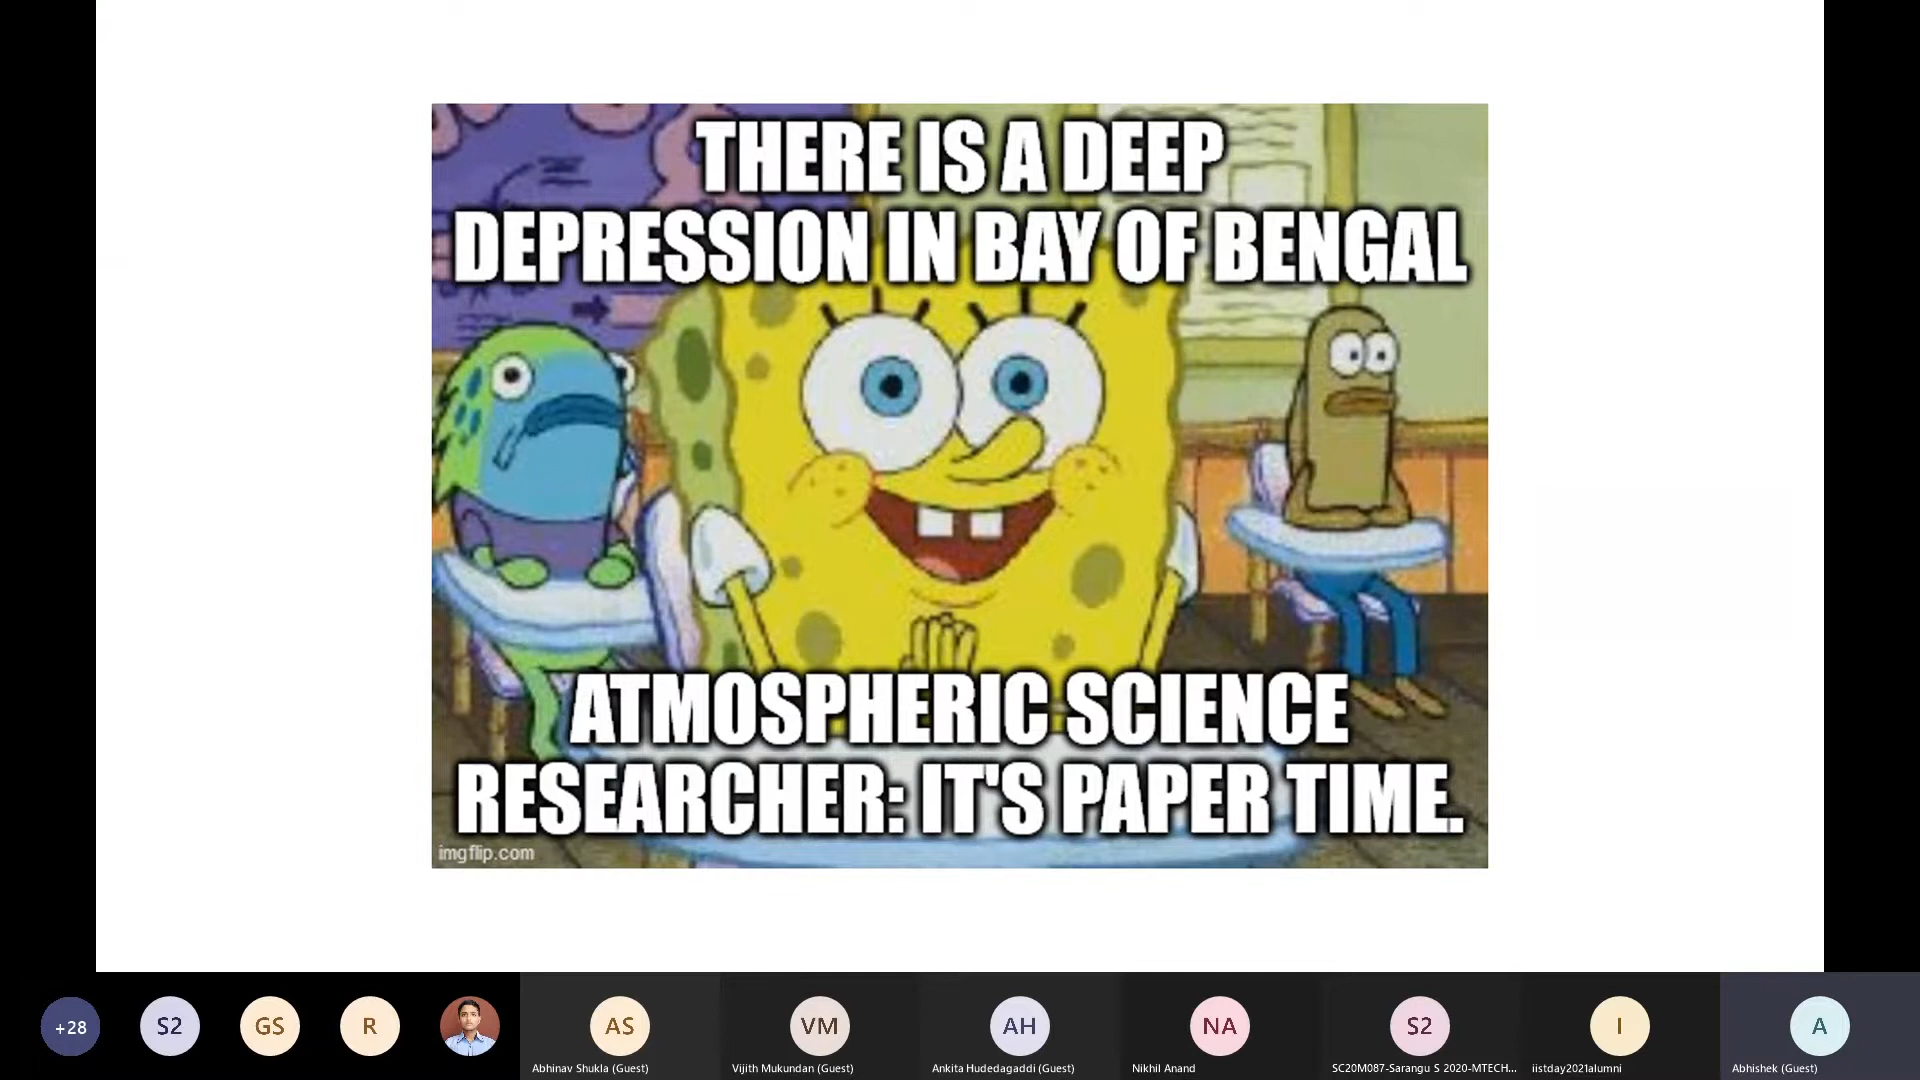 THERE IS A DEEP
DEPRESSION IN BAY OF BENGAL
ATMOSPHERIC SCIENCE
RESEARCHER: IT'S PAPER TIME.
imgflip.com
+28
S2
GS
R
AS
VM
AH
NA
S2
I
A
Abhinav Shukla (Guest)
Vijith Mukundan (Guest)
Ankita Hudedagaddi (Guest)
Nikhil Anand
SC20M087-Sarangu S 2020-MTECH...
iistday2021alumni
Abhishek (Guest)